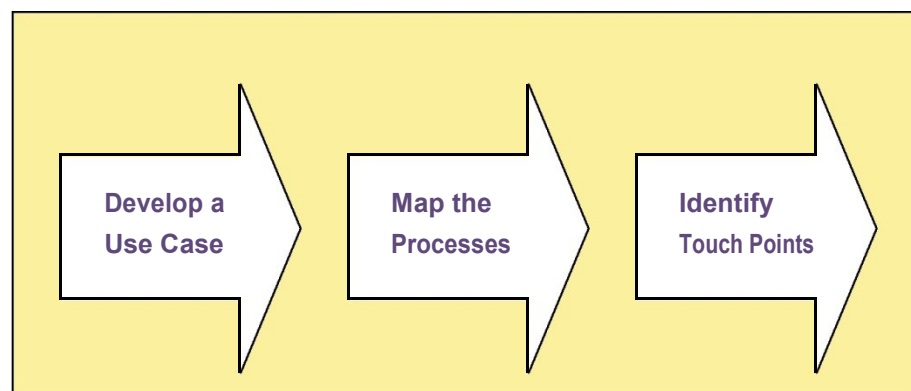 Develop a
Use Case
Map the
Processes
Identify
Touch Points